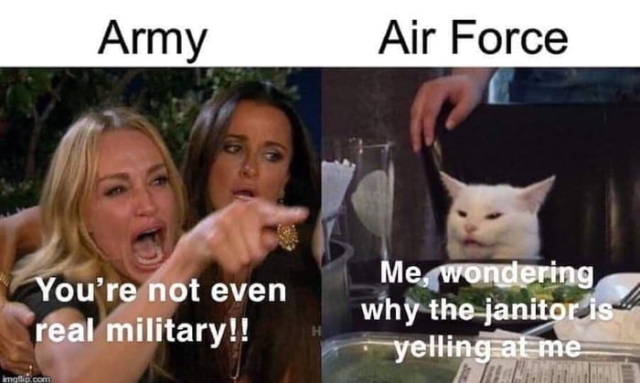 Army
Air Force
You're not even
real military!!
Me, wondering
why the janitor is
yelling at me
imgflip.com